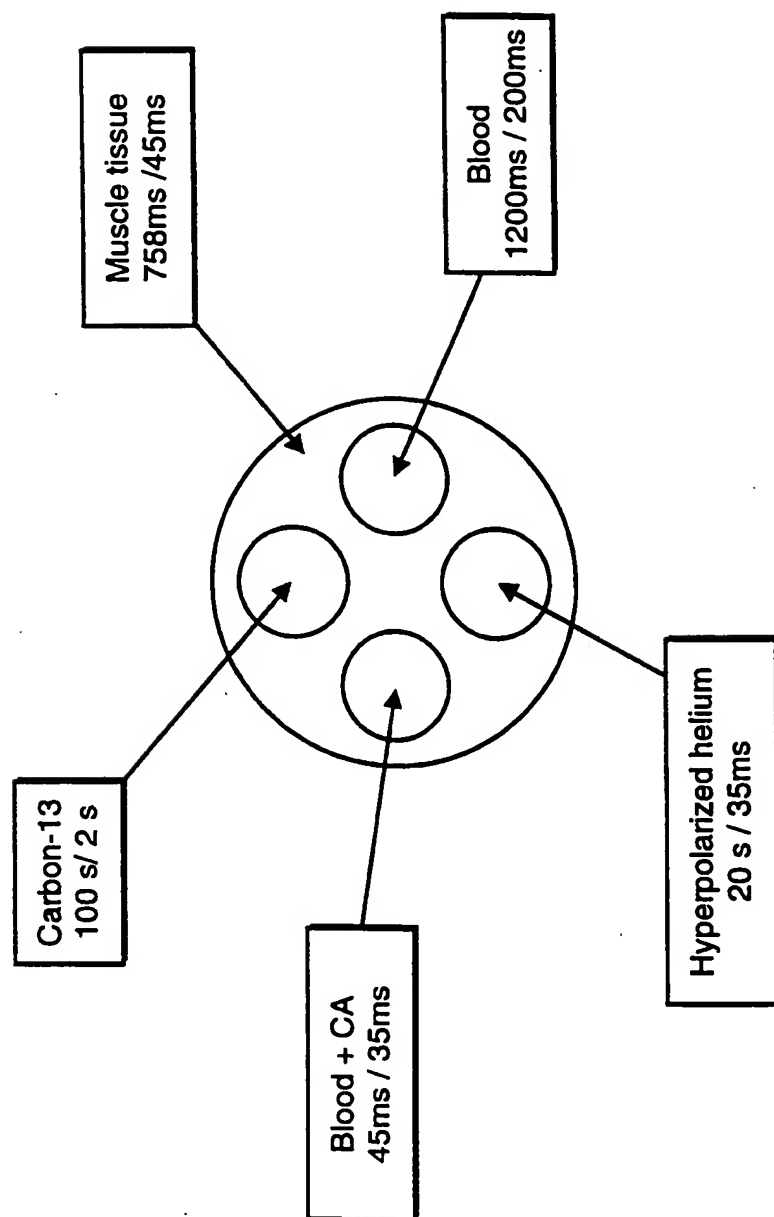 Carbon-13
100 s/ 2 s
Muscle tissue
758ms /45ms
Blood + CA
45ms / 35ms
Blood
1200ms / 200ms
Hyperpolarized helium
20 s / 35ms